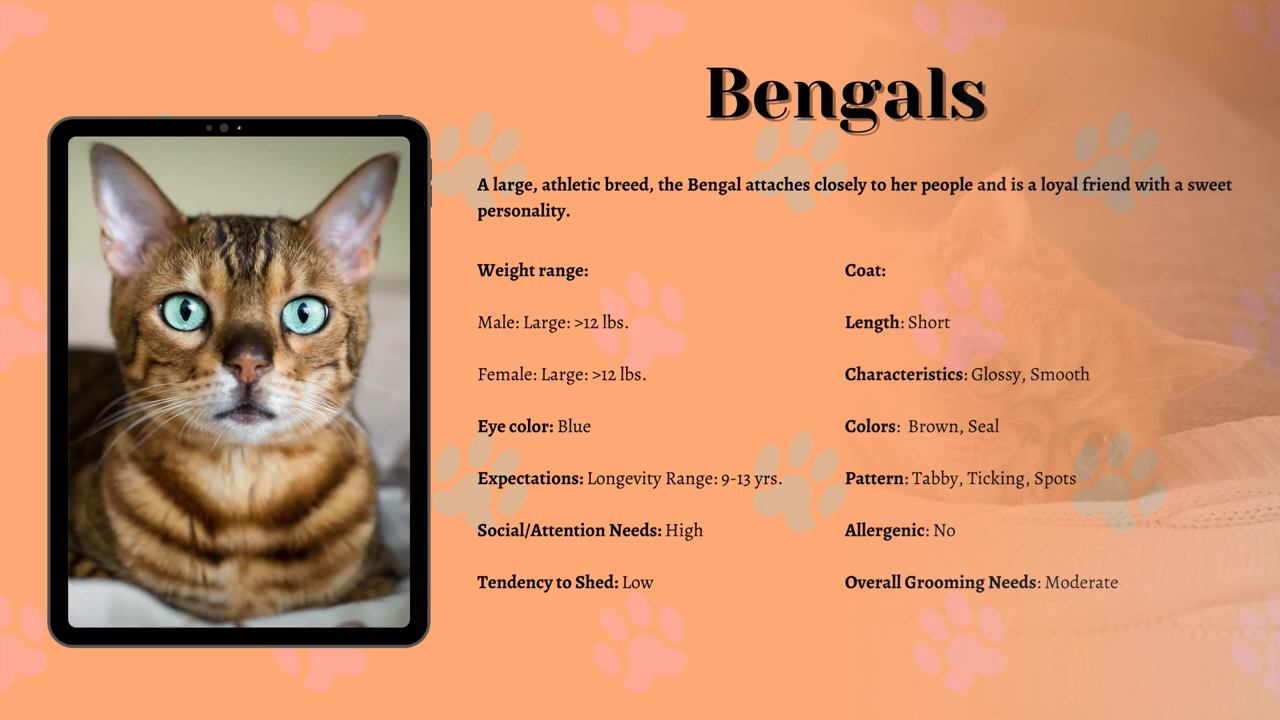 Bengals
A large, athletic breed, the Bengal attaches closely to her people and is a loyal friend with a sweet
personality.
Weight range:
Male: Large: >12 lbs.
Female: Large: >12 lbs.
Eye color: Blue
Expectations: Longevity Range: 9-13 yrs.
Social/Attention Needs: High
Tendency to Shed: Low
Coat:
Length: Short
Characteristics: Glossy, Smooth
Colors:  Brown, Seal
Pattern: Tabby, Ticking, Spots
Allergenic: No
Overall Grooming Needs: Moderate